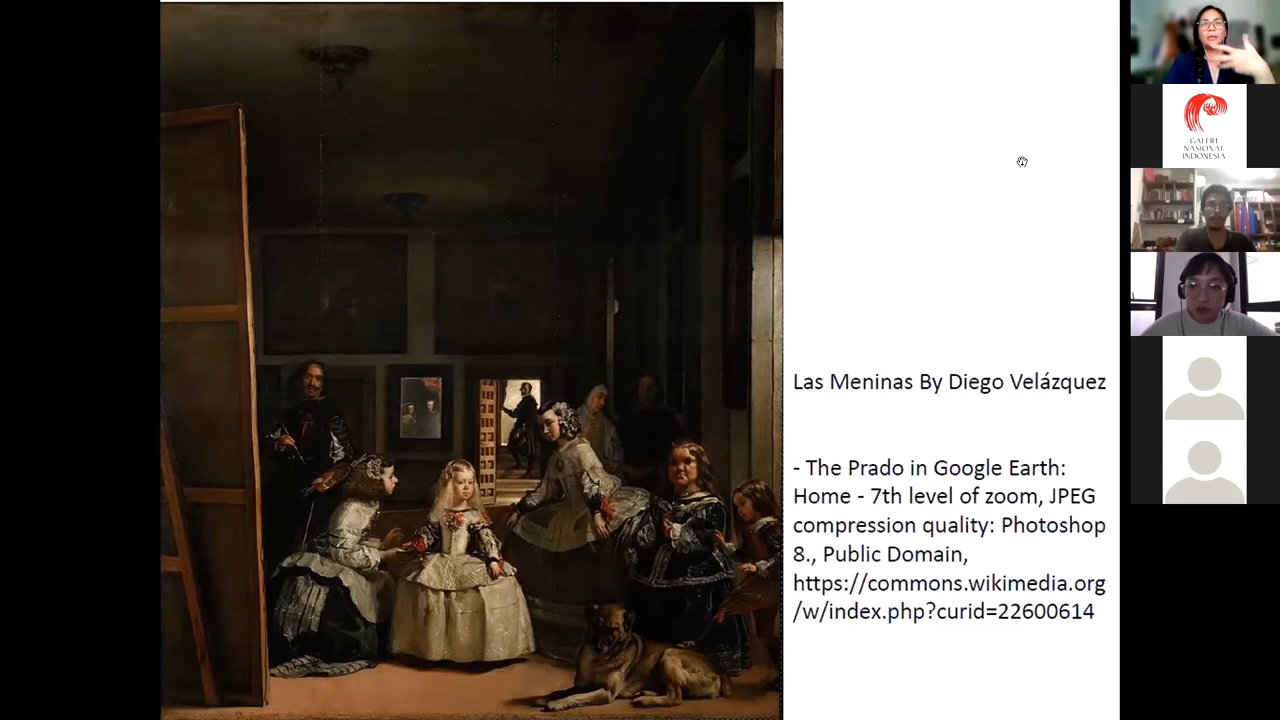 Las Meninas By Diego Velázquez
- The Prado in Google Earth:
Home - 7th level of zoom, JPEG
compression quality: Photoshop
8., Public Domain,
https://commons.wikimedia.org
/w/index.php?curid=22600614
GALERI
NASIONAL
INDONESIA